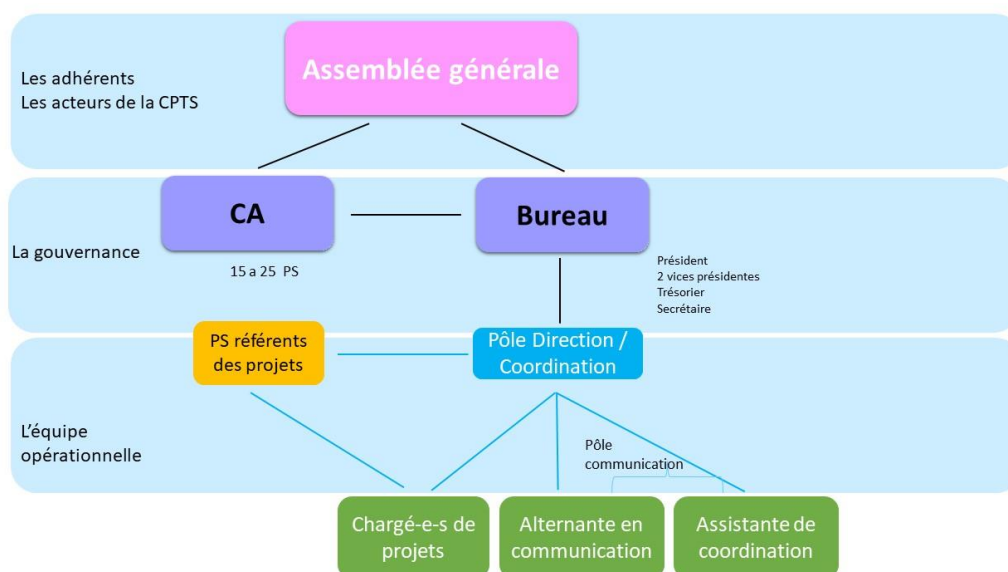 Assemblée générale
Les adhérents
Les acteurs de la CPTS
CA
Bureau
La gouvernance
15 a 25 PS
Président
2 vices présidentes
Trésorier
Secrétaire
PS référents
des projets
Pôle Direction /
Coordination
L’équipe
opérationnelle
Pôle
communication
Chargé-e-s de
projets
Alternante en
communication
Assistante de
coordination